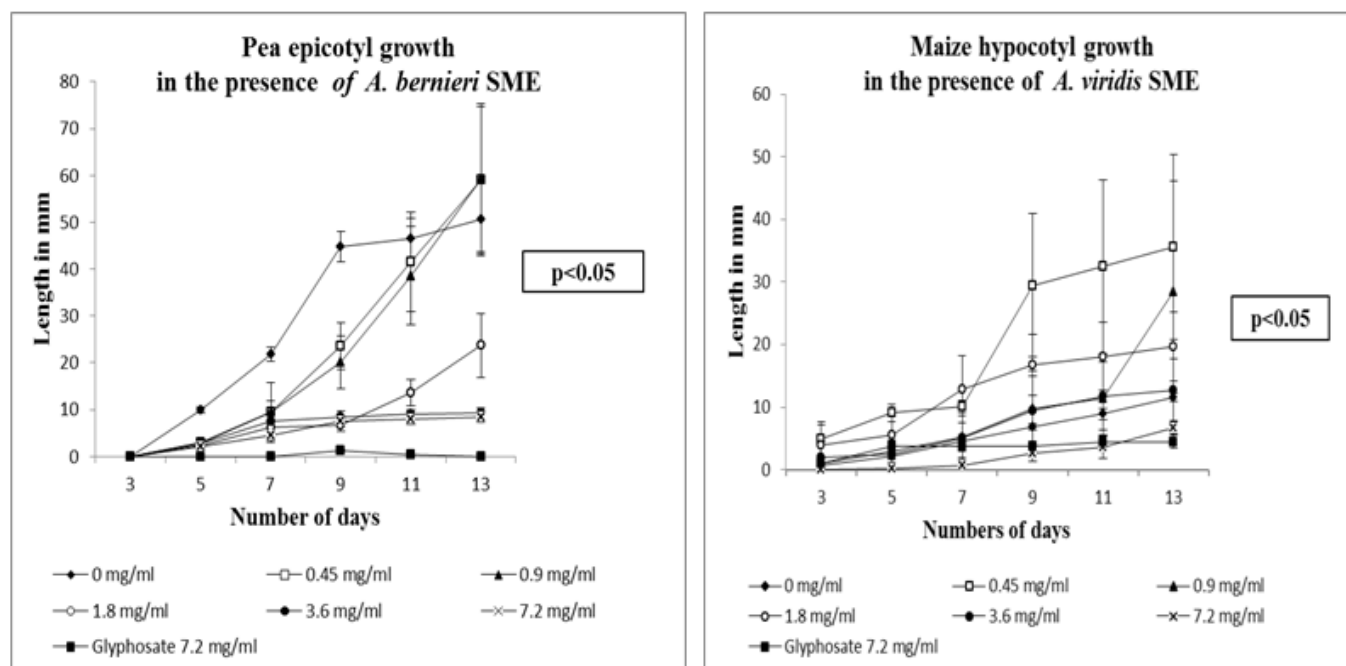 Pea epicotyl growth
in the presence of A. bernieri SME
80
70
60
50
40
30
20
10
0
Length in mm
3 5 7 9 11 13
Number of days
p<0.05
0 mg/ml 0.45 mg/ml 0.9 mg/ml
1.8 mg/ml 3.6 mg/ml 7.2 mg/ml
Glyphosate 7.2 mg/ml
Maize hypocotyl growth
in the presence of A. viridis SME
60
50
40
30
20
10
0
Length in mm
3 5 7 9 11 13
Numbers of days
p<0.05
0 mg/ml 0.45 mg/ml 0.9 mg/ml
1.8 mg/ml 3.6 mg/ml 7.2 mg/ml
Glyphosate 7.2 mg/ml